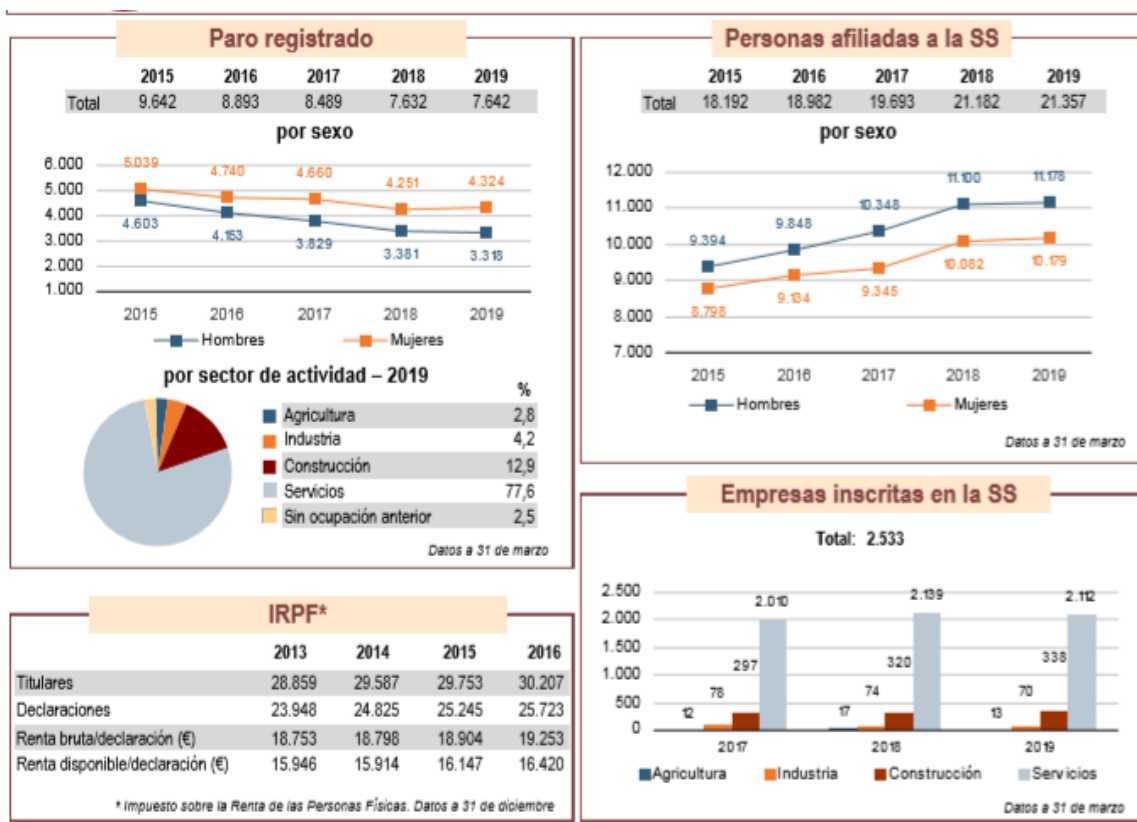 Paro registrado
2015 2016 2017 2018 2019
Total 9.642 8.893 8.489 7.632 7.642
por sexo
6.000
5.000
4.000
3.000
2.000
1.000
5.039 4.740 4.660 4.251 4.324
4.603 4.153 3.829 3.381 3.318
2015 2016 2017 2018 2019
Hombres Mujeres
por sector de actividad – 2019
%
Agricultura 2,8
Industria 4,2
Construcción 12,9
Servicios 77,6
Sin ocupación anterior 2,5
Datos a 31 de marzo
Personas afiliadas a la SS
2015 2016 2017 2018 2019
Total 18.192 18.982 19.693 21.182 21.357
por sexo
12.000
11.000
10.000
9.000
8.000
7.000
9.394 9.848 10.348 11.100 11.178
8.798 9.134 9.345 10.082 10.179
2015 2016 2017 2018 2019
Hombres Mujeres
Datos a 31 de marzo
IRPF*
2013 2014 2015 2016
Titulares 28.859 29.587 29.753 30.207
Declaraciones 23.948 24.825 25.245 25.723
Renta bruta/declaración (€) 18.753 18.798 18.904 19.253
Renta disponible/declaración (€) 15.946 15.914 16.147 16.420
* Impuesto sobre la Renta de las Personas Físicas. Datos a 31 de diciembre
Empresas inscritas en la SS
Total: 2.533
2.500
2.000
1.500
1.000
500
0
12 78 297 2.010
17 74 320 2.139
13 70 338 2.112
2017 2018 2019
Agricultura Industria Construcción Servicios
Datos a 31 de marzo